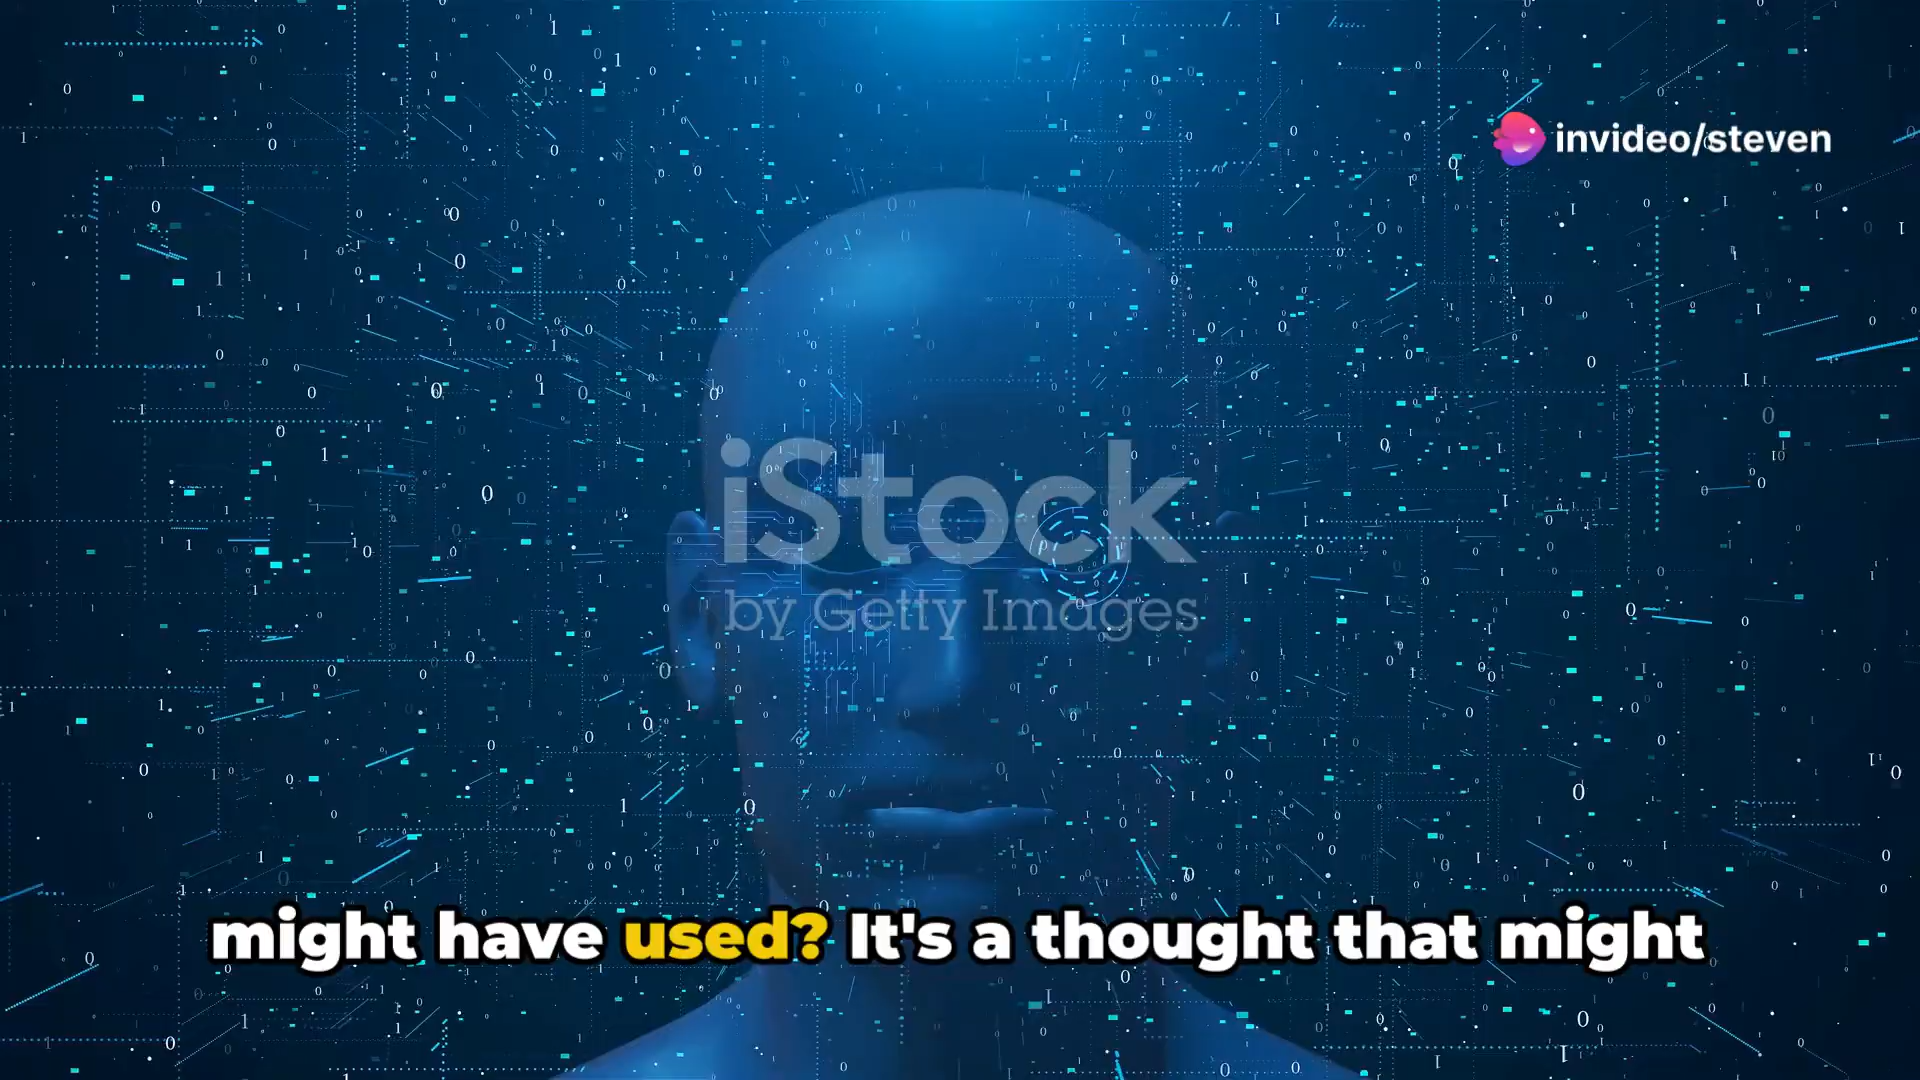 invideo/steven
iStock
by Getty Images
might have used? It's a thought that might